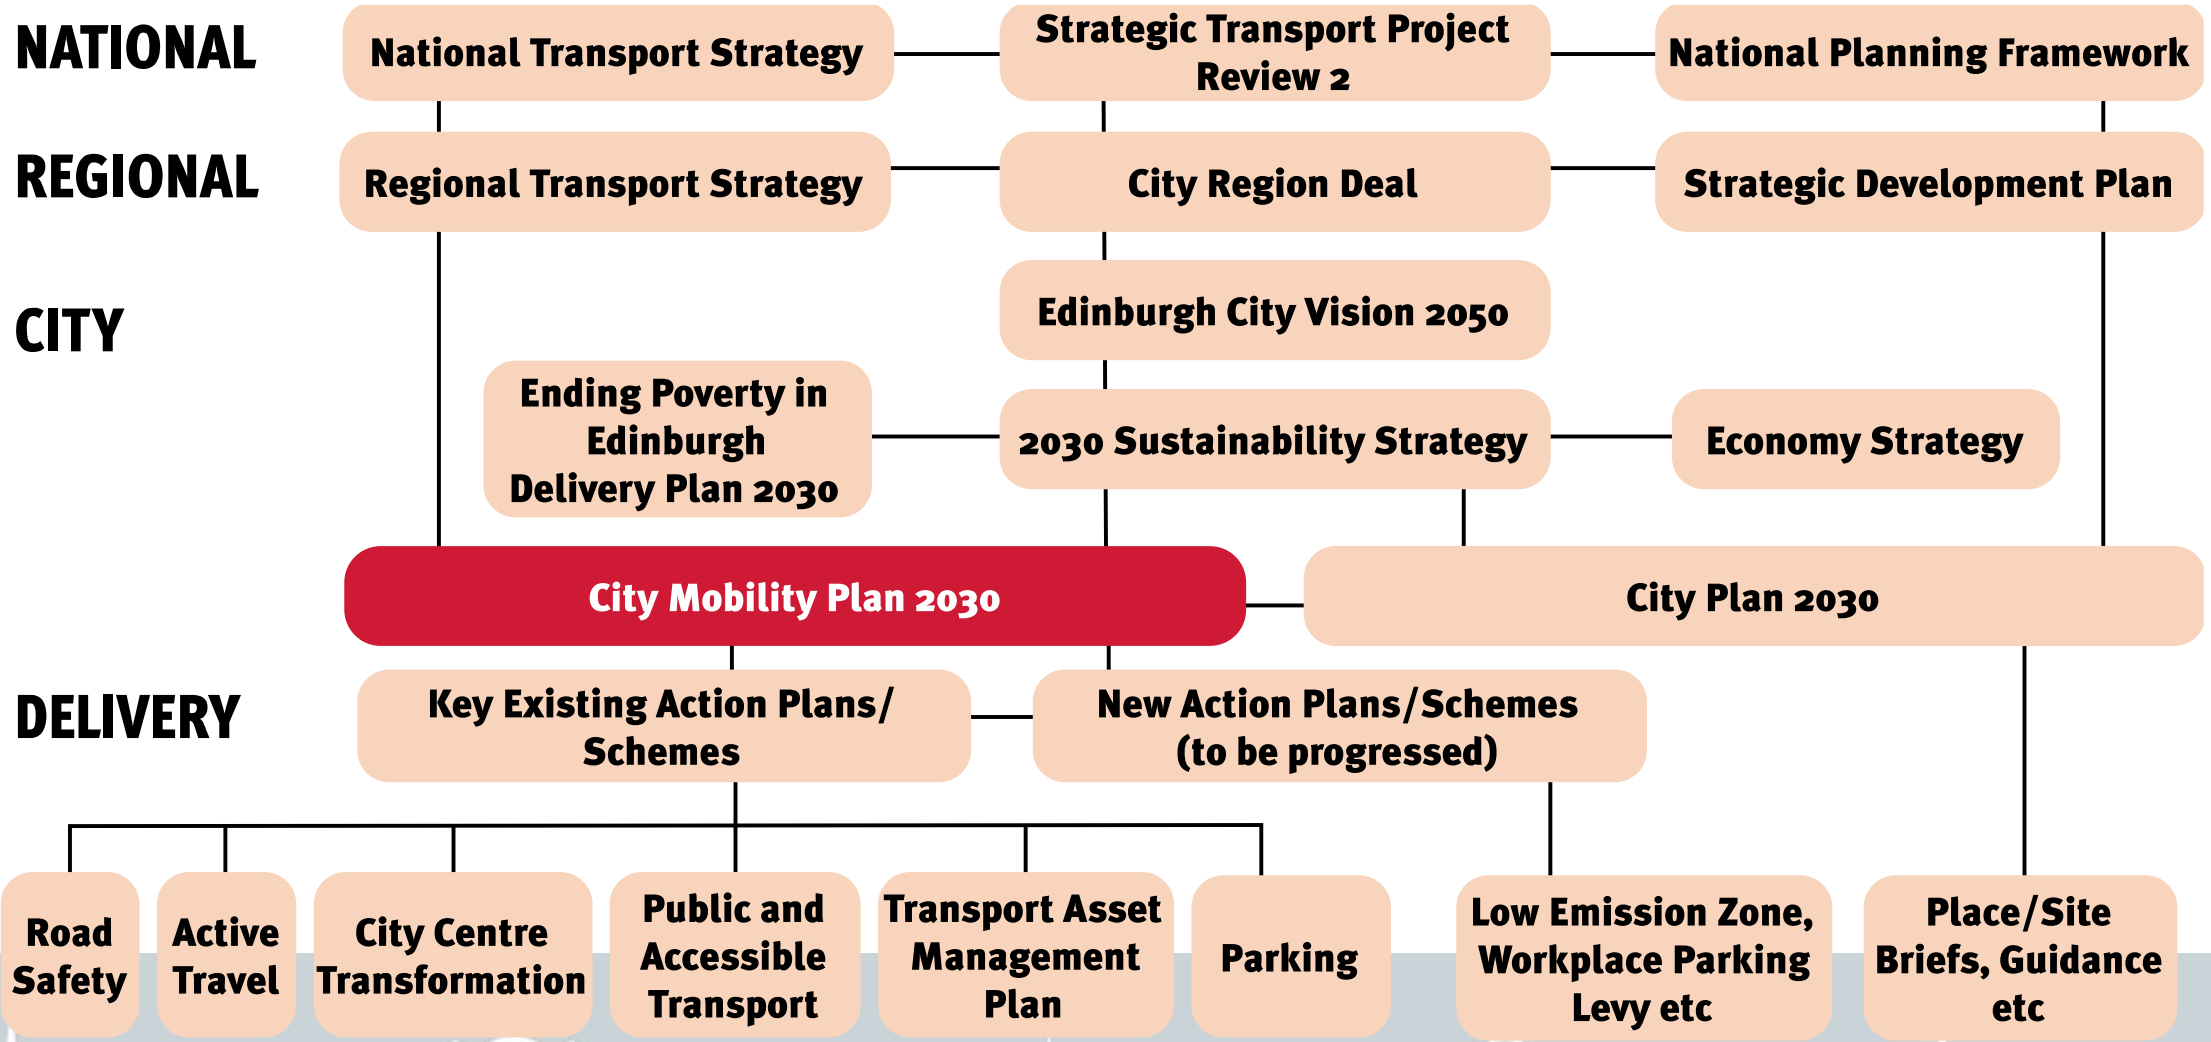 NATIONAL
National Transport Strategy
Strategic Transport Project
Review 2
National Planning Framework
REGIONAL
Regional Transport Strategy
City Region Deal
Strategic Development Plan
CITY
Edinburgh City Vision 2050
Ending Poverty in
Edinburgh
Delivery Plan 2030
2030 Sustainability Strategy
Economy Strategy
City Mobility Plan 2030
City Plan 2030
DELIVERY
Key Existing Action Plans/
Schemes
New Action Plans/Schemes
(to be progressed)
Road
Safety
Active
Travel
City Centre
Transformation
Public and
Accessible
Transport
Transport Asset
Management
Plan
Parking
Low Emission Zone,
Workplace Parking
Levy etc
Place/Site
Briefs, Guidance
etc